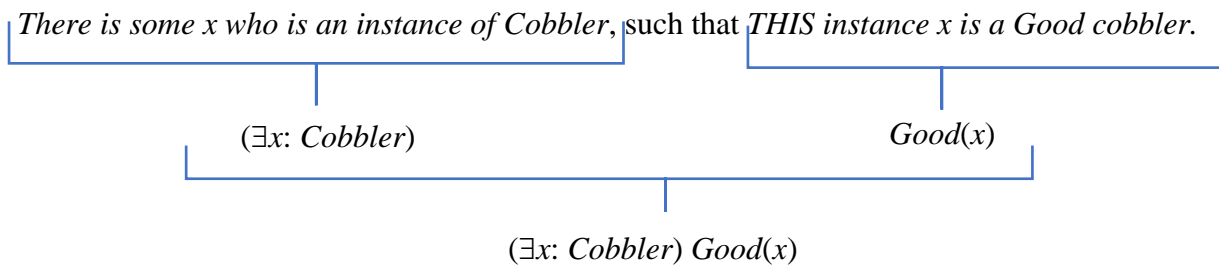 There is some x who is an instance of Cobbler, such that THIS instance x is a Good cobbler.
(∃x: Cobbler) Good(x)
(∃x: Cobbler) Good(x)